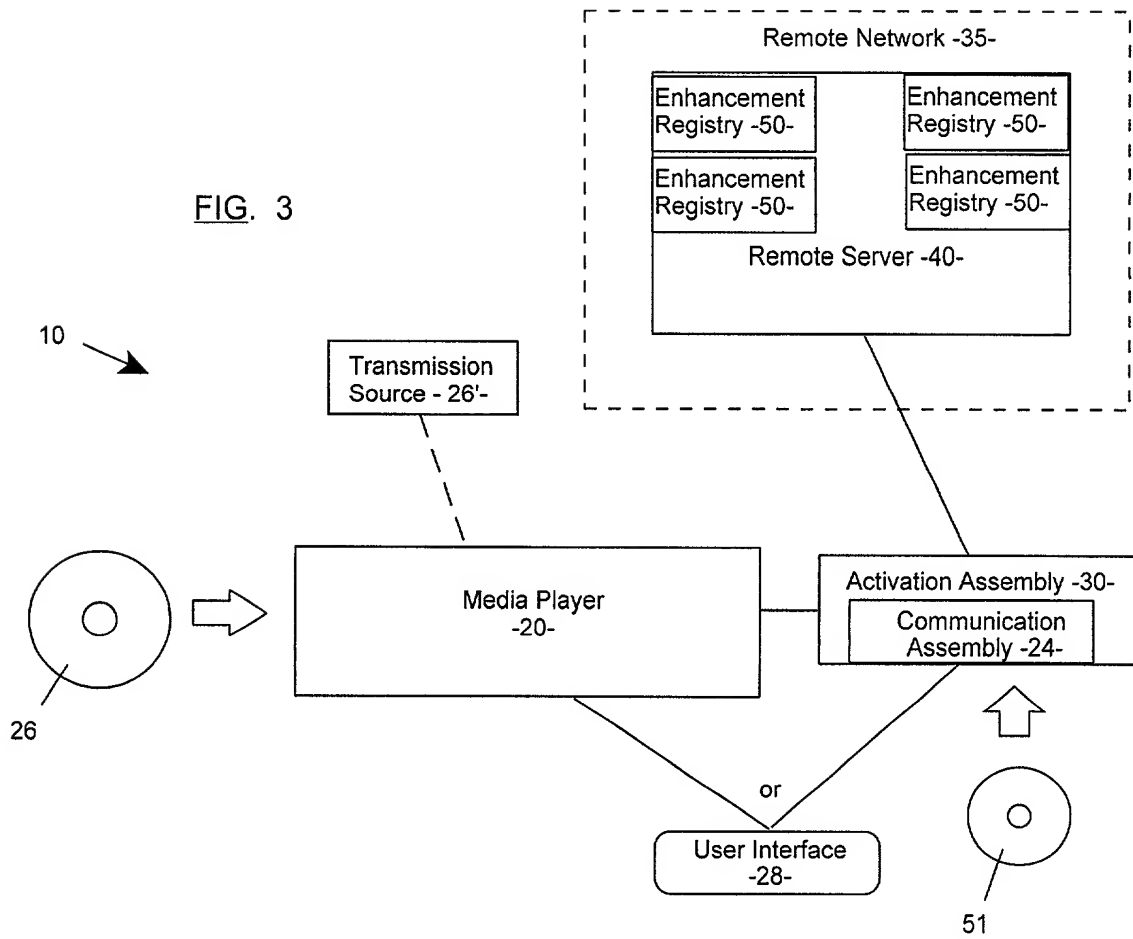 Remote Network -35-
Enhancement
Registry -50-
Enhancement
Registry -50-
Enhancement
Registry -50-
Enhancement
Registry -50-
Remote Server -40-
FIG. 3
10
Transmission
Source - 26'-
Media Player
-20-
Activation Assembly -30-
Communication
Assembly -24-
26
or
User Interface
-28-
51